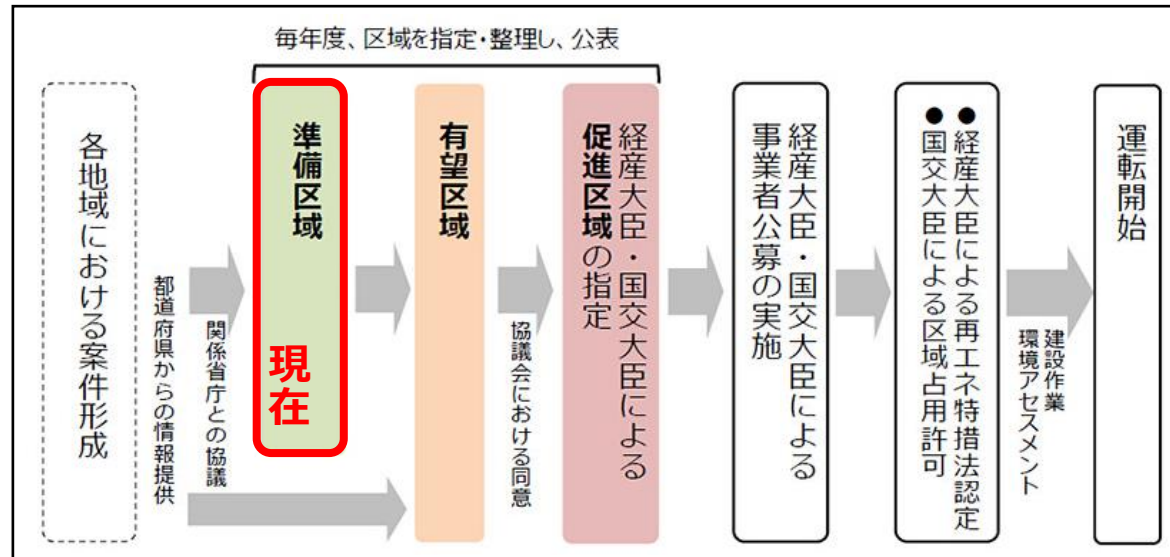 毎年度、区域を指定・整理し、公表
各地域における案件形成
都道府県からの情報提供
関係省庁との協議
準備区域
現在
有望区域
協議会における同意
経産大臣・国交大臣による
促進区域の指定
経産大臣・国交大臣による
事業者公募の実施
●経産大臣による再エネ特措法認定
●国交大臣による区域占用許可
建設作業
環境アセスメント
運転開始